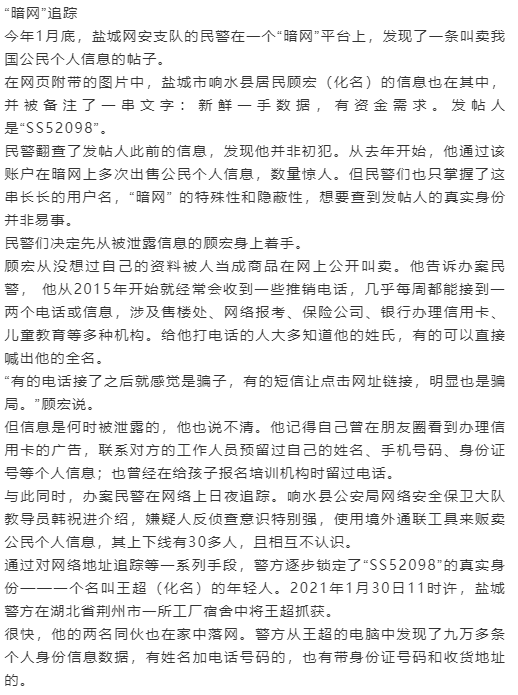 “暗网”追踪
今年1月底，盐城网安支队的民警在一个“暗网”平台上，发现了一条叫卖我
国公民个人信息的帖子。
在网页附带的图片中，盐城市响水县居民顾宏（化名）的信息也在其中，
并被备注了一串文字：新鲜一手数据，有资金需求。发帖人
是“SS52098”。
民警翻查了发帖人此前的信息，发现他并非初犯。从去年开始，他通过该
账户在暗网上多次出售公民个人信息，数量惊人。但民警们也只掌握了这
串长长的用户名，“暗网” 的特殊性和隐蔽性，想要查到发帖人的真实身份
并非易事。
民警们决定先从被泄露信息的顾宏身上着手。
顾宏从没想过自己的资料被人当成商品在网上公开叫卖。他告诉办案民
警， 他从2015年开始就经常会收到一些推销电话，几乎每周都能接到一
两个电话或信息，涉及售楼处、网络报考、保险公司、银行办理信用卡、
儿童教育等多种机构。给他打电话的人大多知道他的姓氏，有的可以直接
喊出他的全名。
“有的电话接了之后就感觉是骗子，有的短信让点击网址链接，明显也是骗
局。”顾宏说。
但信息是何时被泄露的，他也说不清。他记得自己曾在朋友圈看到办理信
用卡的广告，联系对方的工作人员预留过自己的姓名、手机号码、身份证
号等个人信息；也曾经在给孩子报名培训机构时留过电话。
与此同时，办案民警在网络上日夜追踪。响水县公安局网络安全保卫大队
教导员韩祝进介绍，嫌疑人反侦查意识特别强，使用境外通联工具来贩卖
公民个人信息，其上下线有30多人，且相互不认识。
通过对网络地址追踪等一系列手段，警方逐步锁定了“SS52098”的真实身
份———一个名叫王超（化名）的年轻人。2021年1月30日11时许，盐城
警方在湖北省荆州市一所工厂宿舍中将王超抓获。
很快，他的两名同伙也在家中落网。警方从王超的电脑中发现了九万多条
个人身份信息数据，有姓名加电话号码的，也有带身份证号码和收货地址
的。